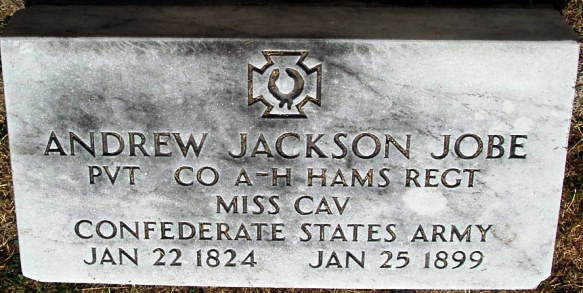 ANDREW JACKSON JOBE
PVT CO A-H HAMS REGT
MISS CAV
CONFEDERATE STATES ARMY
JAN 22 1824 JAN 25 1899